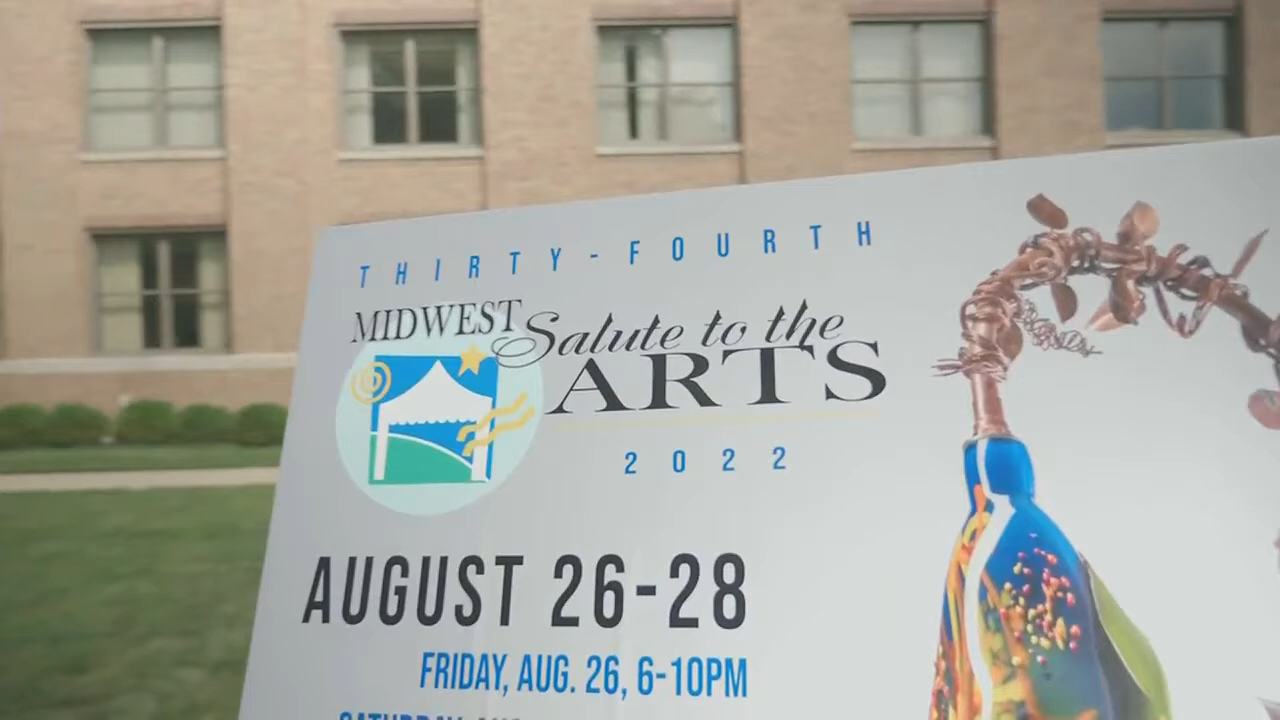 THIRTY-FOURTH
MIDWEST Salute to the
ARTS
2022
AUGUST 26-28
FRIDAY, AUG. 26, 6-10PM